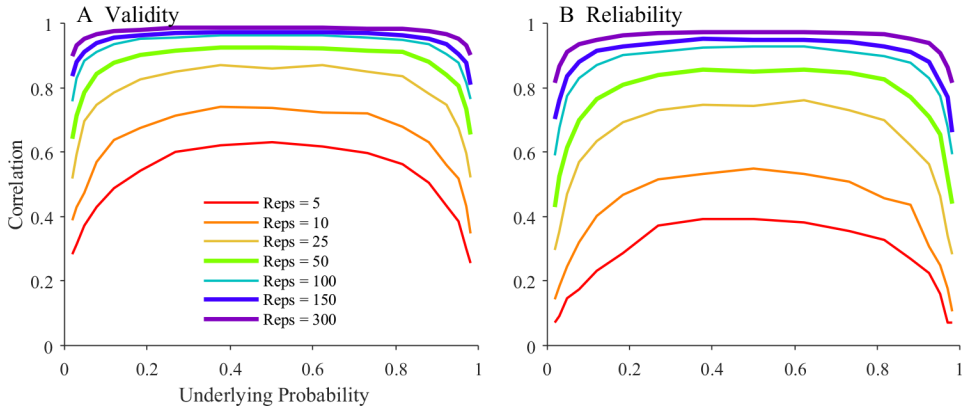 A Validity
B Reliability
1
0.8
0.6
0.4
0.2
0
Correlation
Reps = 5
Reps = 10
Reps = 25
Reps = 50
Reps = 100
Reps = 150
Reps = 300
0 0.2 0.4 0.6 0.8 1
Underlying Probability
1
0.8
0.6
0.4
0.2
0
0 0.2 0.4 0.6 0.8 1